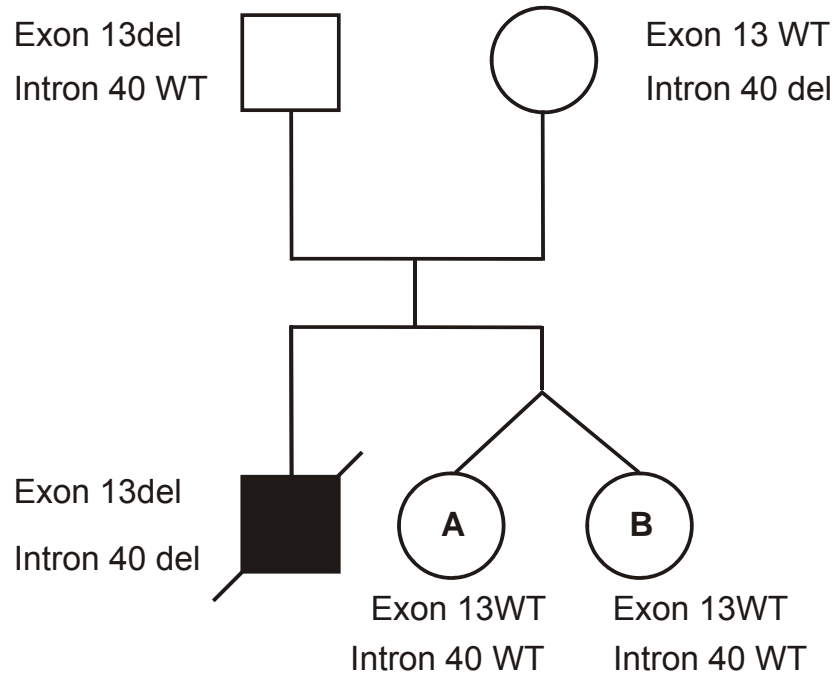 Exon 13del
Intron 40 WT
Exon 13 WT
Intron 40 del
Exon 13del
Intron 40 del
A
B
Exon 13WT
Intron 40 WT
Exon 13WT
Intron 40 WT